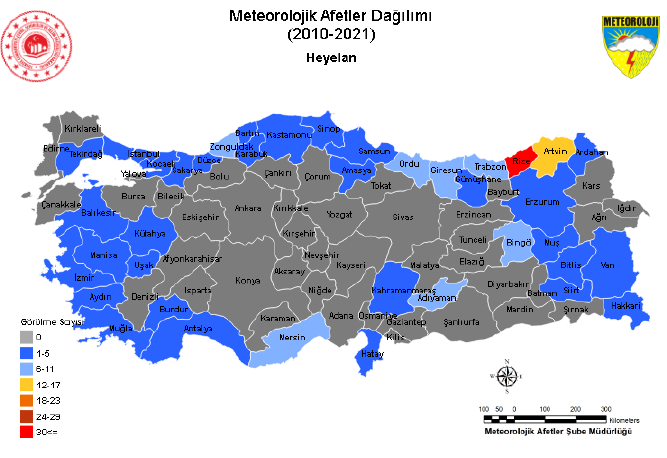 Meteorolojik Afetler Dağılımı
(2010-2021)
Heyelan
METEOROLOJİ
Kırklareli
Edirne
Tekirdağ
İstanbul
Kocaeli
Yalova
Sakarya
Düzce
Zonguldak
Bartın
Karabük
Kastamonu
Sinop
Samsun
Bolu
Çankırı
Çorum
Amasya
Tokat
Ordu
Giresun
Gümüşhane
Trabzon
Rize
Artvin
Ardahan
Bayburt
Kars
Çanakkale
Balıkesir
Bursa
Bilecik
Eskişehir
Ankara
Kırıkkale
Yozgat
Sivas
Erzincan
Erzurum
Ağrı
Iğdır
Kütahya
Manisa
Uşak
Afyonkarahisar
Kırşehir
Nevşehir
Kayseri
Malatya
Tunceli
Elazığ
Bingö
Muş
Bitlis
Van
İzmir
Aydın
Denizli
Isparta
Konya
Aksaray
Niğde
Kahramanmaraş
Adıyaman
Diyarbakır
Batman
Siirt
Hakkari
Muğla
Burdur
Antalya
Karaman
Mersin
Adana
Osmaniye
Gaziantep
Kilis
Şanlıurfa
Mardin
Şırnak
Hatay
Görülme Sayısı
0
1-5
6-11
12-17
18-23
24-29
30<=
N
W
E
S
100 50 0 100 200 300
Kilometers
Meteorolojik Afetler Şube Müdürlüğü